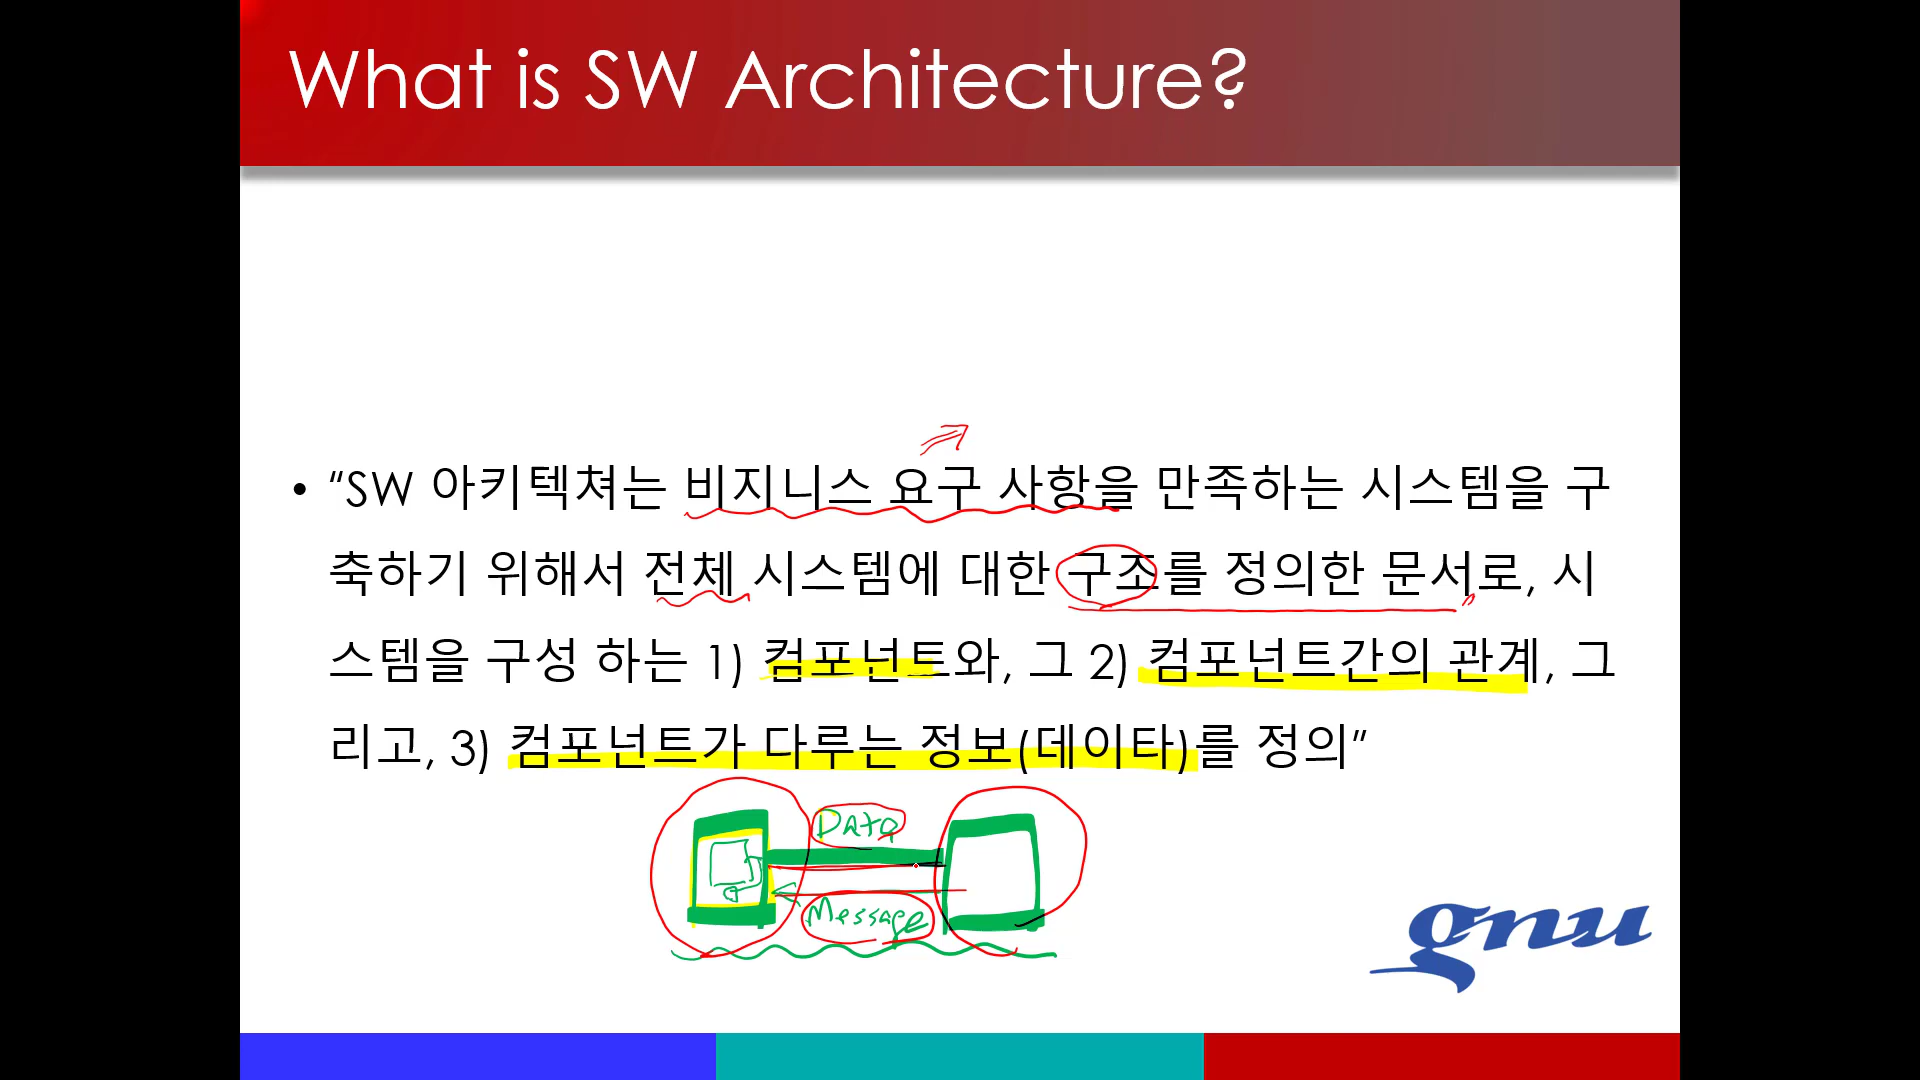 What is SW Architecture?
• “SW 아키텍쳐는 비지니스 요구 사항을 만족하는 시스템을 구
축하기 위해서 전체 시스템에 대한 구조를 정의한 문서로, 시
스템을 구성 하는 1) 컴포넌트와, 그 2) 컴포넌트간의 관계, 그
리고, 3) 컴포넌트가 다루는 정보(데이타)를 정의”
Data
Message
gnu